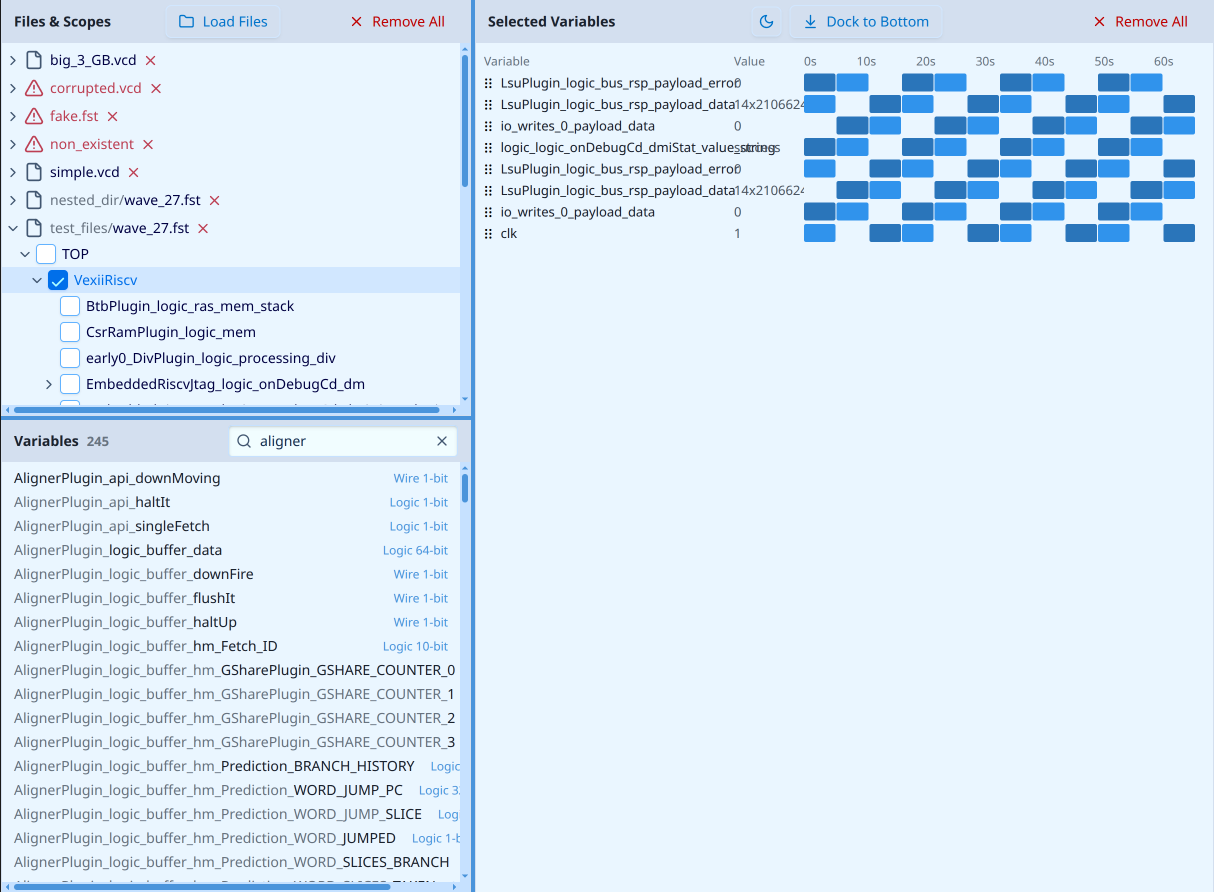 Files & Scopes Load Files Remove All
big_3_GB.vcd
corrupted.vcd
fake.fst
non_existent
simple.vcd
nested_dir/wave_27.fst
test_files/wave_27.fst
TOP
VexiiRiscv
BtbPlugin_logic_ras_mem_stack
CsrRamPlugin_logic_mem
early0_DivPlugin_logic_processing_div
EmbeddedRiscvJtag_logic_onDebugCd_dm
Variables 245 aligner
AlignerPlugin_api_downMoving Wire 1-bit
AlignerPlugin_api_haltIt Logic 1-bit
AlignerPlugin_api_singleFetch Logic 1-bit
AlignerPlugin_logic_buffer_data Logic 64-bit
AlignerPlugin_logic_buffer_downFire Wire 1-bit
AlignerPlugin_logic_buffer_flushIt Wire 1-bit
AlignerPlugin_logic_buffer_haltUp Wire 1-bit
AlignerPlugin_logic_buffer_hm_Fetch_ID Logic 10-bit
AlignerPlugin_logic_buffer_hm_GSharePlugin_GSHARE_COUNTER_0
AlignerPlugin_logic_buffer_hm_GSharePlugin_GSHARE_COUNTER_1
AlignerPlugin_logic_buffer_hm_GSharePlugin_GSHARE_COUNTER_2
AlignerPlugin_logic_buffer_hm_GSharePlugin_GSHARE_COUNTER_3
AlignerPlugin_logic_buffer_hm_Prediction_BRANCH_HISTORY Logic
AlignerPlugin_logic_buffer_hm_Prediction_WORD_JUMP_PC Logic 3
AlignerPlugin_logic_buffer_hm_Prediction_WORD_JUMP_SLICE Log
AlignerPlugin_logic_buffer_hm_Prediction_WORD_JUMPED Logic 1-b
AlignerPlugin_logic_buffer_hm_Prediction_WORD_SLICES_BRANCH
Selected Variables Dock to Bottom Remove All
Variable Value 0s 10s 20s 30s 40s 50s 60s
LsuPlugin_logic_bus_rsp_payload_error 0
LsuPlugin_logic_bus_rsp_payload_data 14x2106624
io_writes_0_payload_data 0
logic_logic_onDebugCd_dmiStat_value_string
LsuPlugin_logic_bus_rsp_payload_error 0
LsuPlugin_logic_bus_rsp_payload_data 14x2106624
io_writes_0_payload_data 0
clk 1